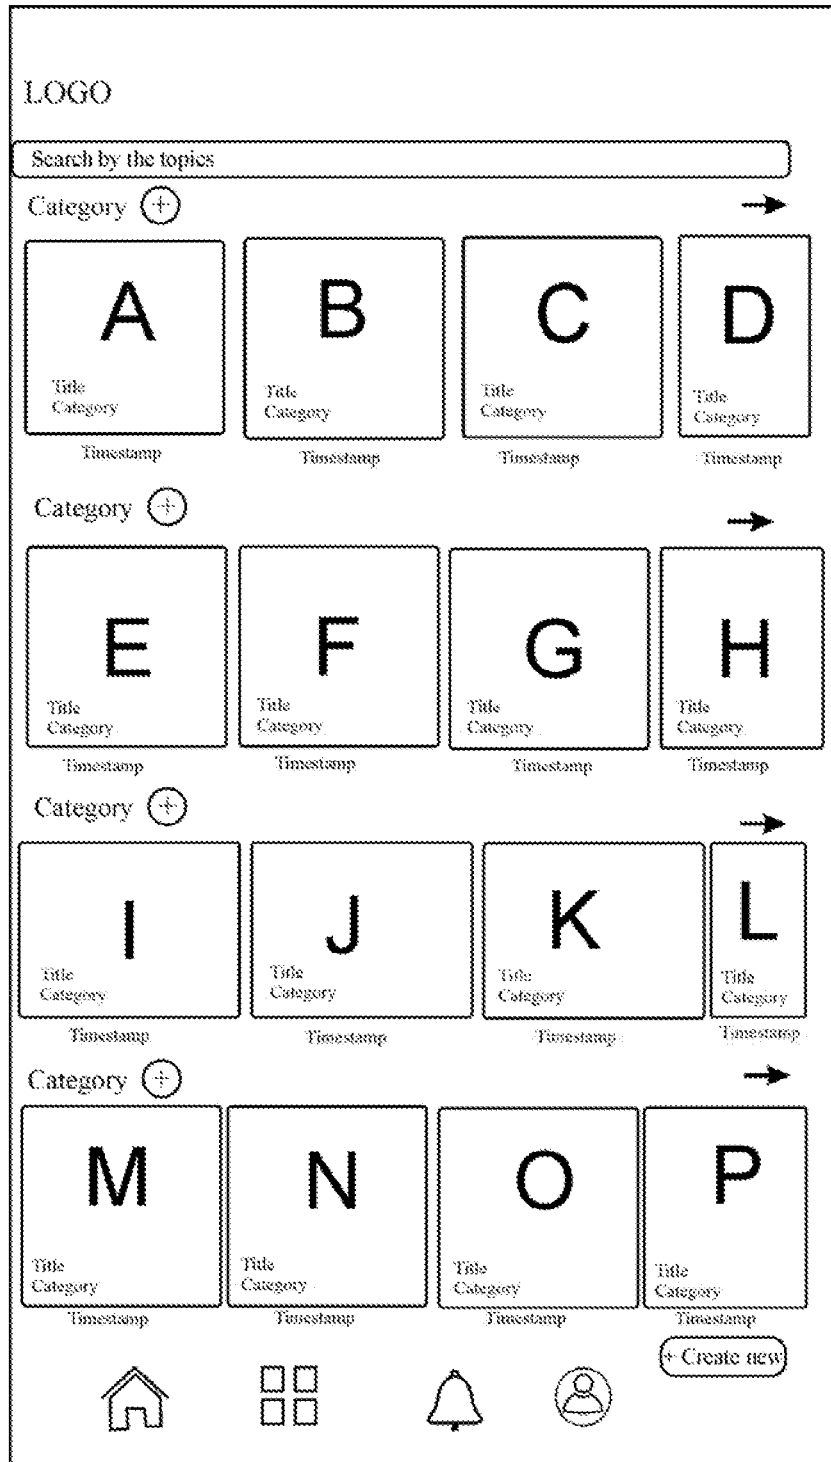 LOGO
Search by the topics
Category +
A B C D
Title Title Title Title
Category Category Category Category
Timestamp Timestamp Timestamp Timestamp
Category +
E F G H
Title Title Title Title
Category Category Category Category
Timestamp Timestamp Timestamp Timestamp
Category +
I J K L
Title Title Title Title
Category Category Category Category
Timestamp Timestamp Timestamp Timestamp
Category +
M N O P
Title Title Title Title
Category Category Category Category
Timestamp Timestamp Timestamp Timestamp
+ Create new